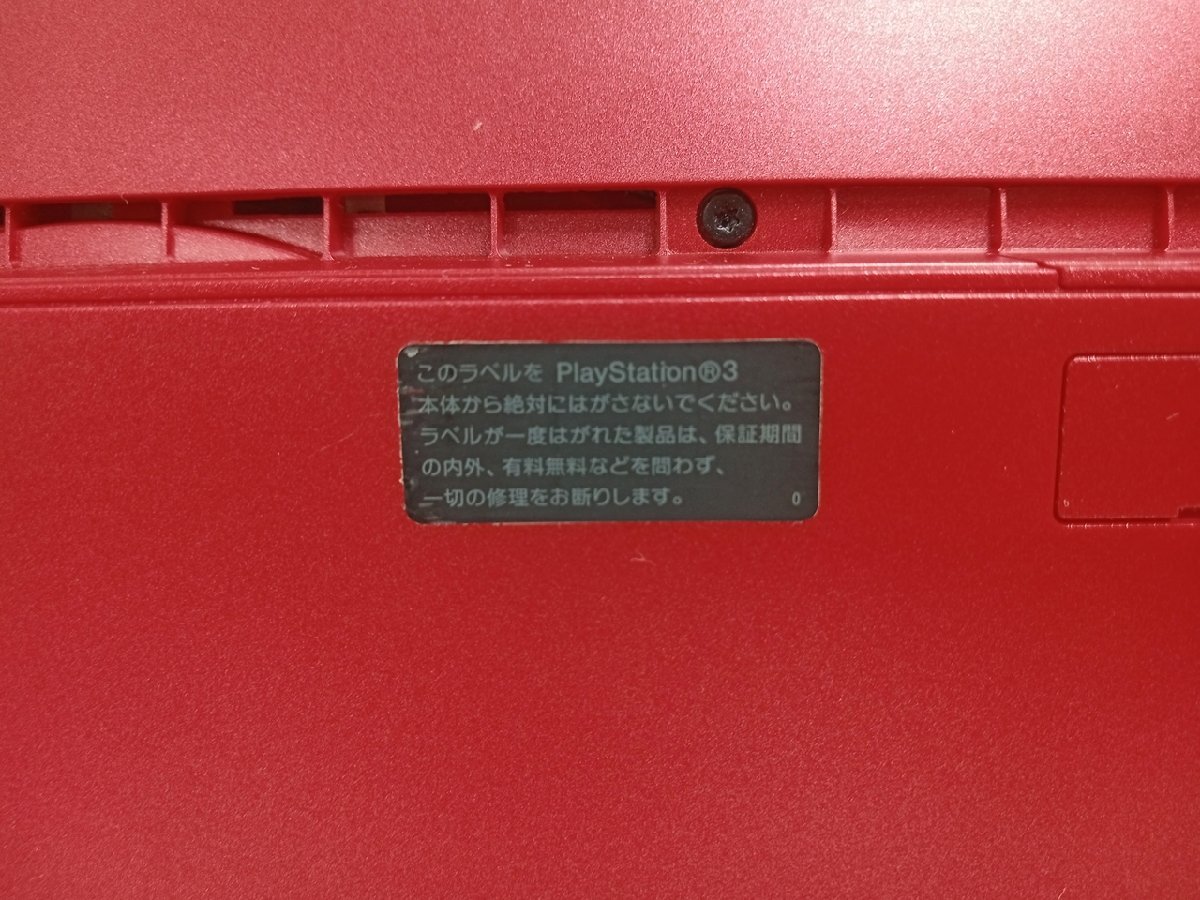 このラベルを PlayStation®3
本体から絶対にはがさないでください。
ラベルが一度はがれた製品は、保証期間
の内外、有料無料などを問わず、
一切の修理をお断りします。 0